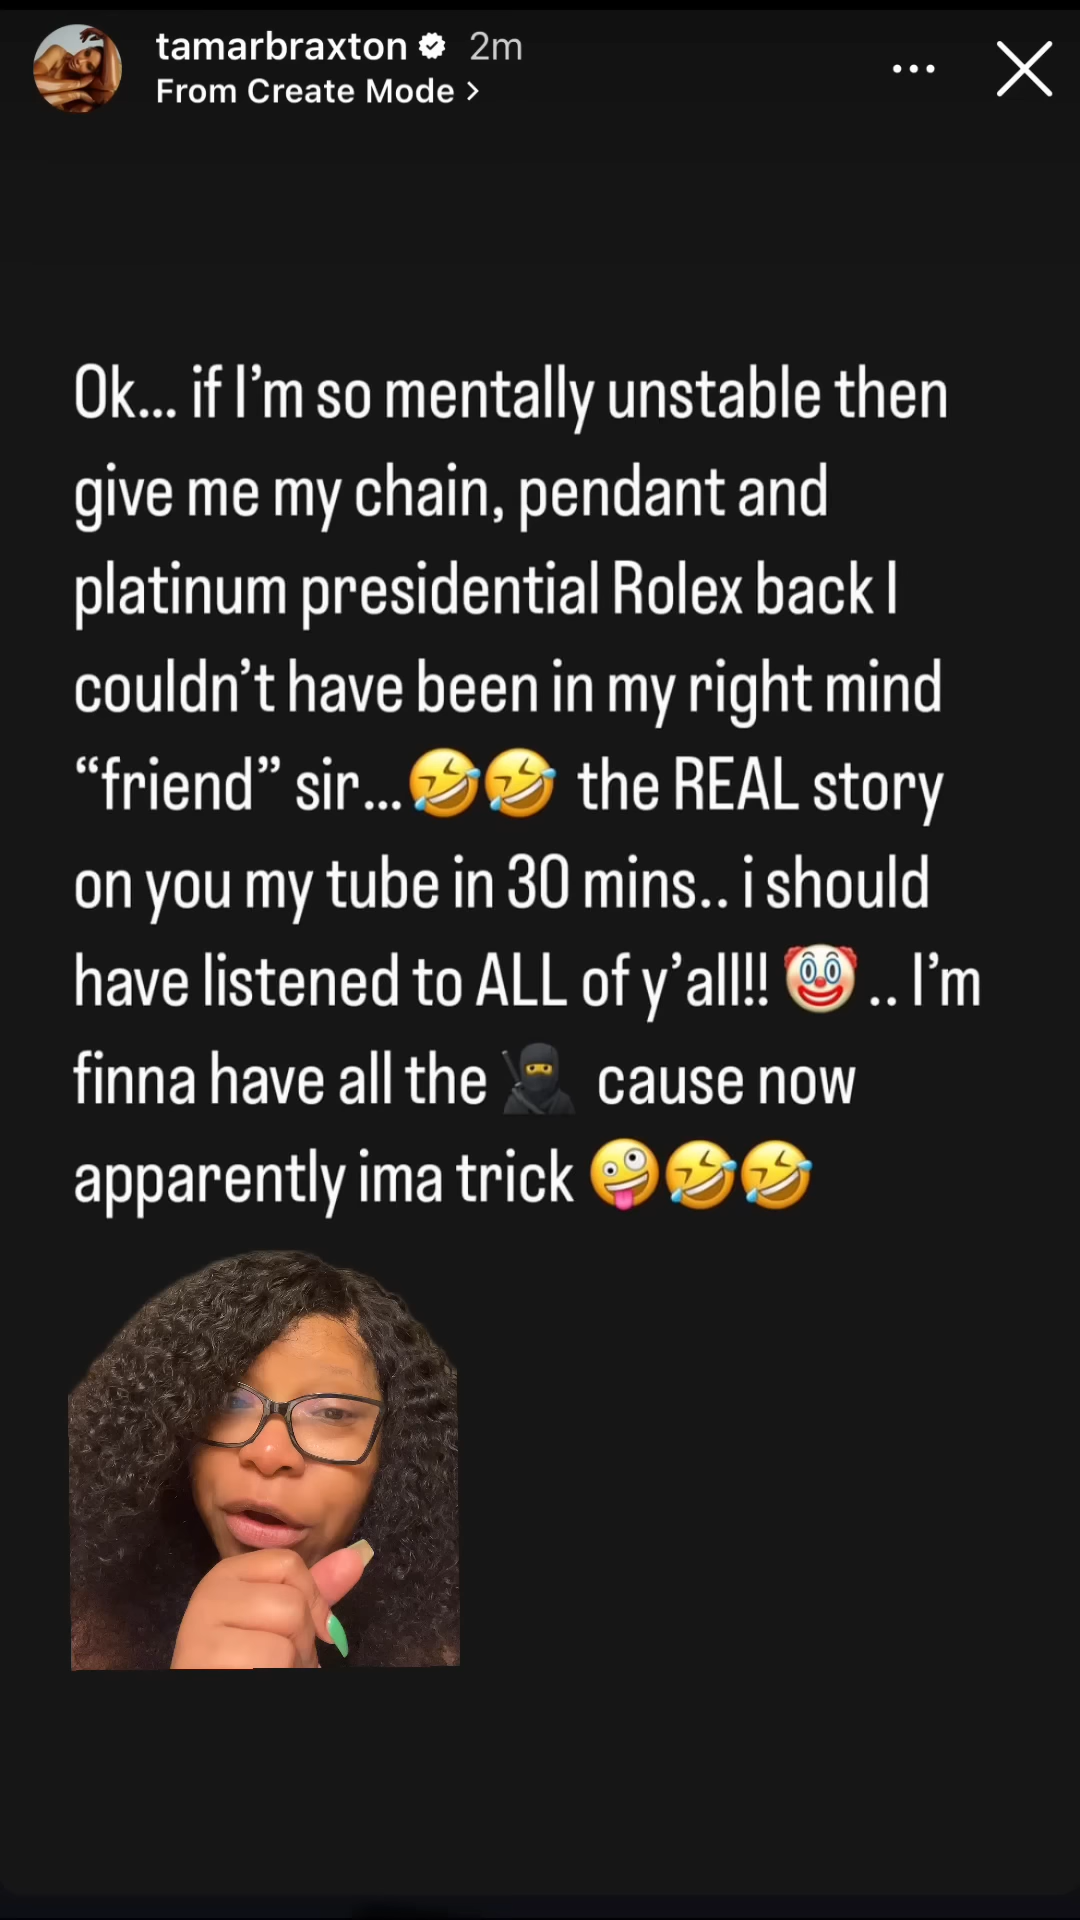 tamarbraxton 2m
From Create Mode >
Ok... if I’m so mentally unstable then
give me my chain, pendant and
platinum presidential Rolex back I
couldn’t have been in my right mind
“friend” sir...🤣🤣 the REAL story
on you my tube in 30 mins.. i should
have listened to ALL of y’all!! 🤡 .. I’m
finna have all the 🥷🏿 cause now
apparently ima trick 🤪🤣🤣